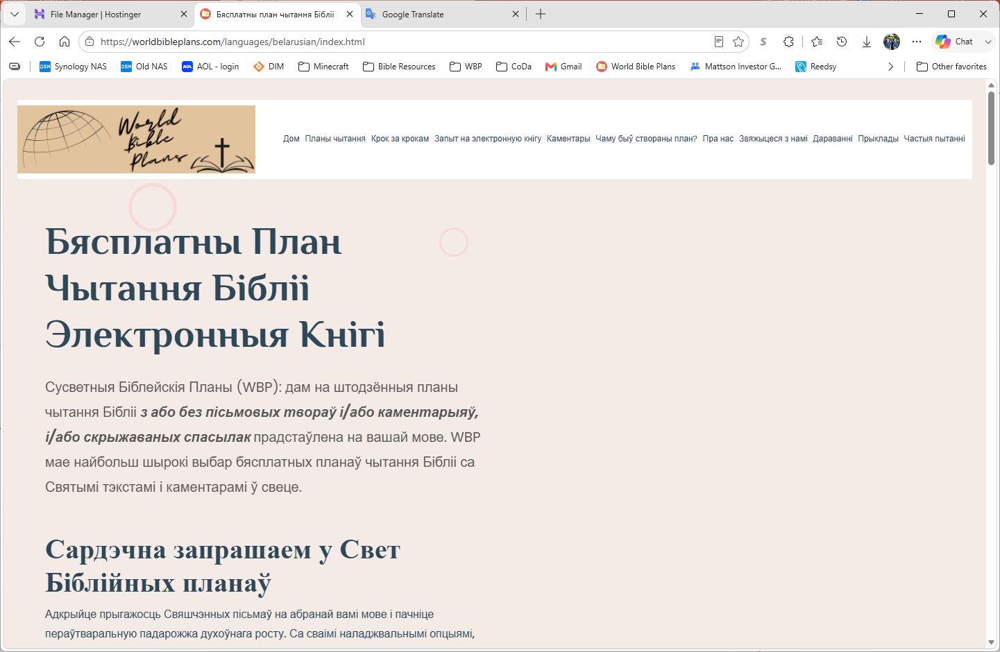 File Manager | Hostinger
Бясплатны план чытання Бібліі
Google Translate
https://worldbibleplans.com/languages/belarusian/index.html
Chat
Synology NAS
Old NAS
AOL - login
DIM
Minecraft
Bible Resources
WBP
CoDa
Gmail
World Bible Plans
Mattson Investor G...
Reedsy
Other favorites
World
Bible
Plans
Дом Планы чытання Крок за крокам Запыт на электронную кнігу Каментары Чаму быў створаны план? Пра нас Звяжыцеся з намі Дараванні Прыклады Частыя пытанні
Бясплатны План
Чытання Бібліі
Электронныя Кнігі
Сусветныя Біблейскія Планы (WBP): дам на штодзённыя планы
чытання Бібліі з або без пісьмовых твораў і/або каментарыяў,
і/або скрыжаваных спасылак прадстаўлена на вашай мове. WBP
мае найбольш шырокі выбар бясплатных планаў чытання Бібліі са
Святымі тэкстамі і каментарамі ў свеце.
Сардэчна запрашаем у Свет
Біблійных планаў
Адкрыйце прыгажосць Свяшчэнных пісьмаў на абранай вамі мове і пачніце
пераўтваральную падарожжа духоўнага росту. Са сваімі наладжвальнымі опцыямі,